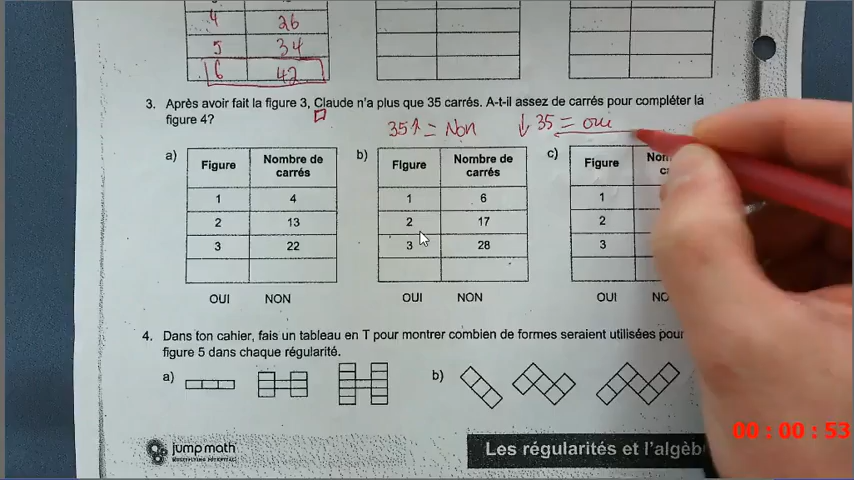 4 26
5 34
6 42
3. Après avoir fait la figure 3, Claude n'a plus que 35 carrés. A-t-il assez de carrés pour compléter la
figure 4?
35↑ = Non ↓ 35 = oui
a) Figure Nombre de carrés
1 4
2 13
3 22
OUI NON
b) Figure Nombre de carrés
1 6
2 17
3 28
OUI NON
c) Figure
1
2
3
OUI
4. Dans ton cahier, fais un tableau en T pour montrer combien de formes seraient utilisées pour
figure 5 dans chaque régularité.
a) b)
jump math
MULTIPLYING POTENTIAL
Les régularités et l'algèb
00 : 00 : 53